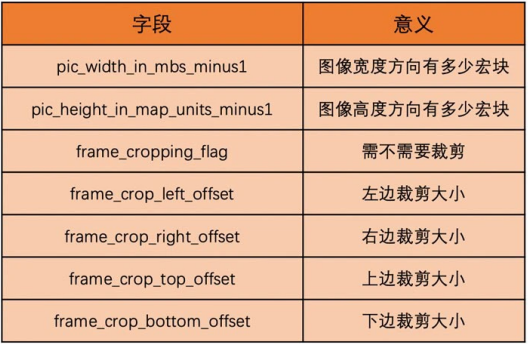 字段 意义
pic_width_in_mbs_minus1 图像宽度方向有多少宏块
pic_height_in_map_units_minus1 图像高度方向有多少宏块
frame_cropping_flag 需不需要裁剪
frame_crop_left_offset 左边裁剪大小
frame_crop_right_offset 右边裁剪大小
frame_crop_top_offset 上边裁剪大小
frame_crop_bottom_offset 下边裁剪大小